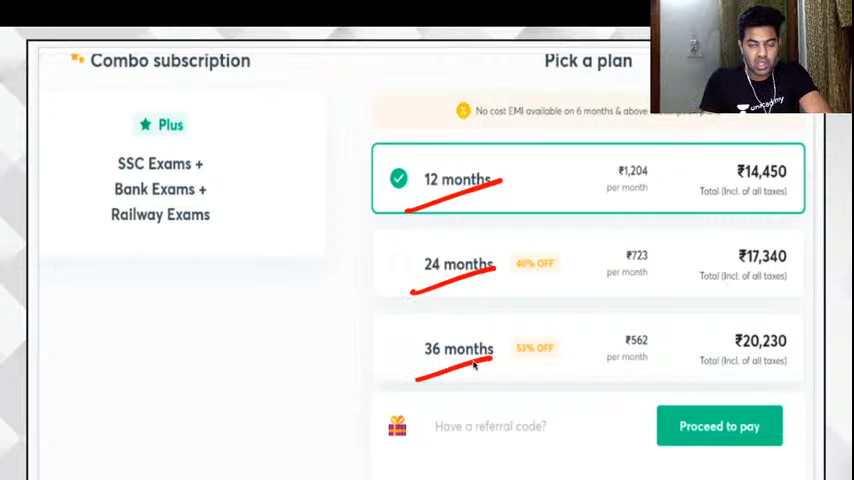 Combo subscription
Plus
SSC Exams +
Bank Exams +
Railway Exams
Pick a plan
No cost EMI available on 6 months & above
12 months
₹1,204
per month
₹14,450
Total (Incl. of all taxes)
24 months
40% OFF
₹723
per month
₹17,340
Total (Incl. of all taxes)
36 months
53% OFF
₹562
per month
₹20,230
Total (Incl. of all taxes)
Have a referral code?
Proceed to pay
unacademy